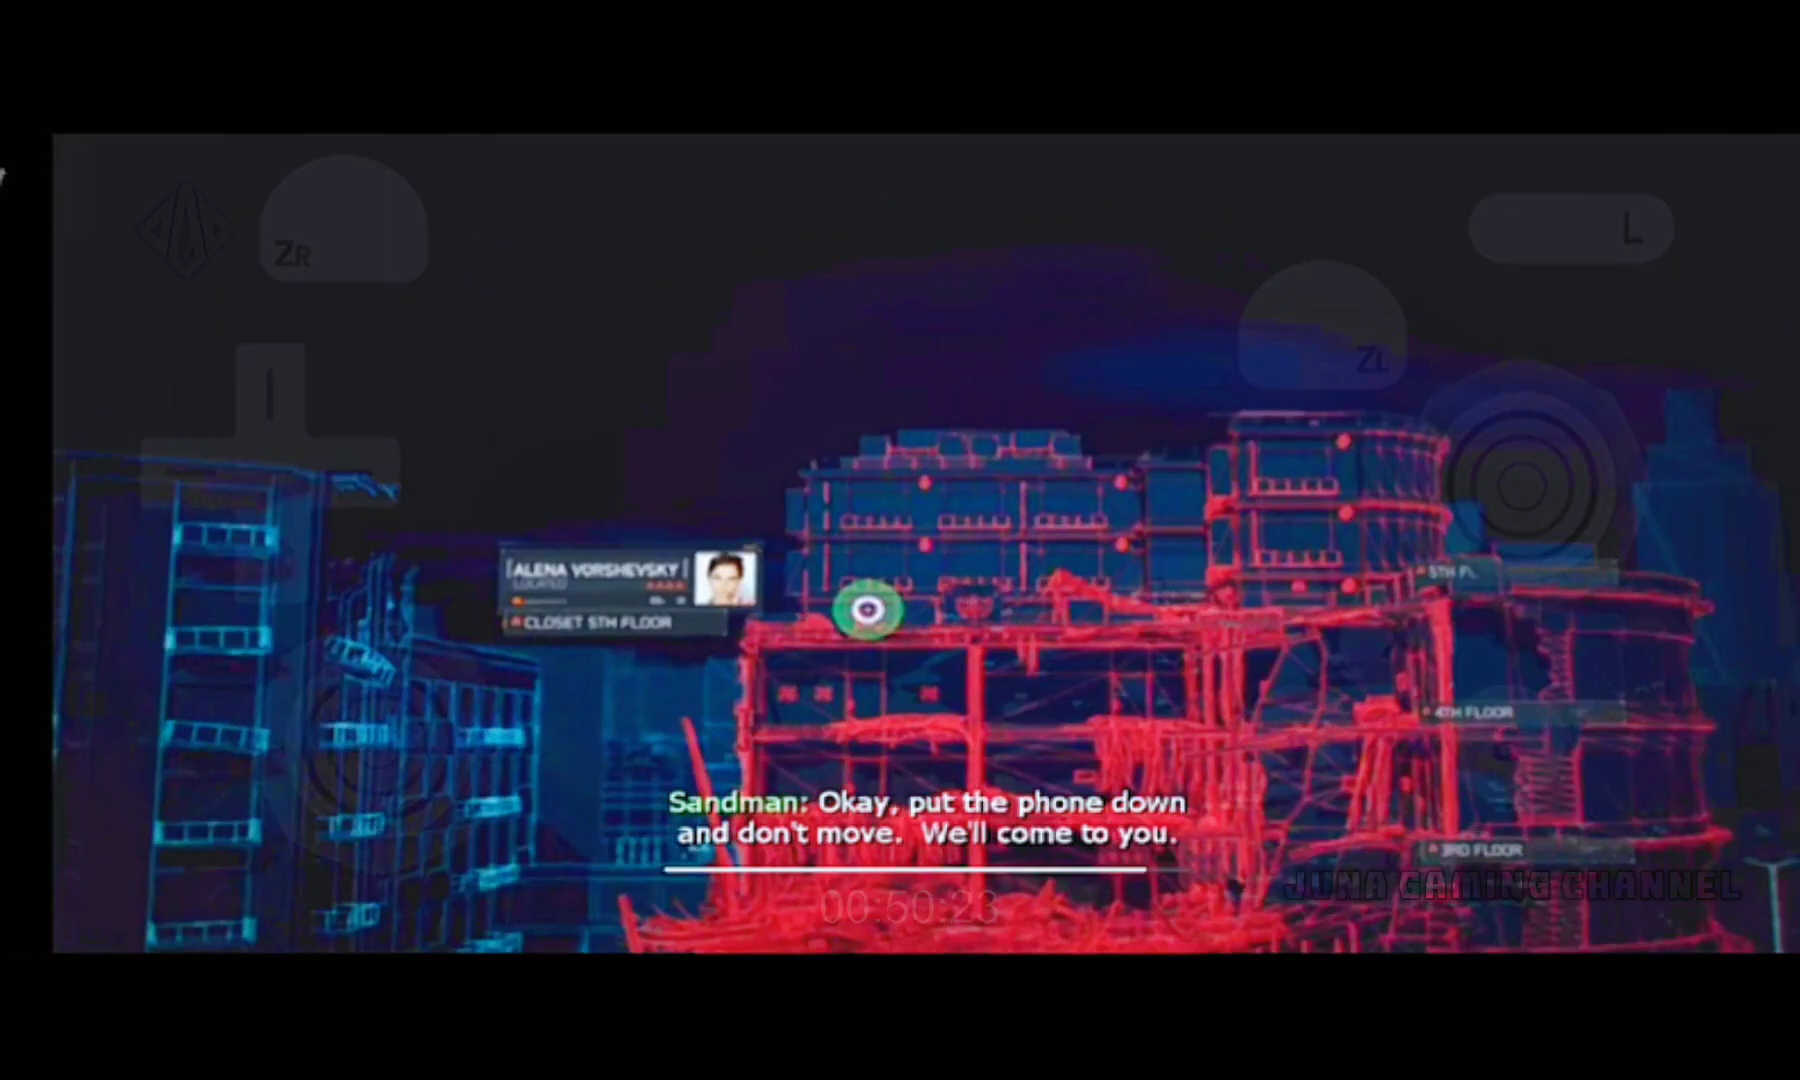 ZR
L
ZL
[ALENA VORSHEVSKY]
LOCATED
CLOSET 5TH FLOOR
5TH FL
4TH FLOOR
3RD FLOOR
Sandman: Okay, put the phone down
and don't move. We'll come to you.
JUNA GAMING CHANNEL
00:50:23